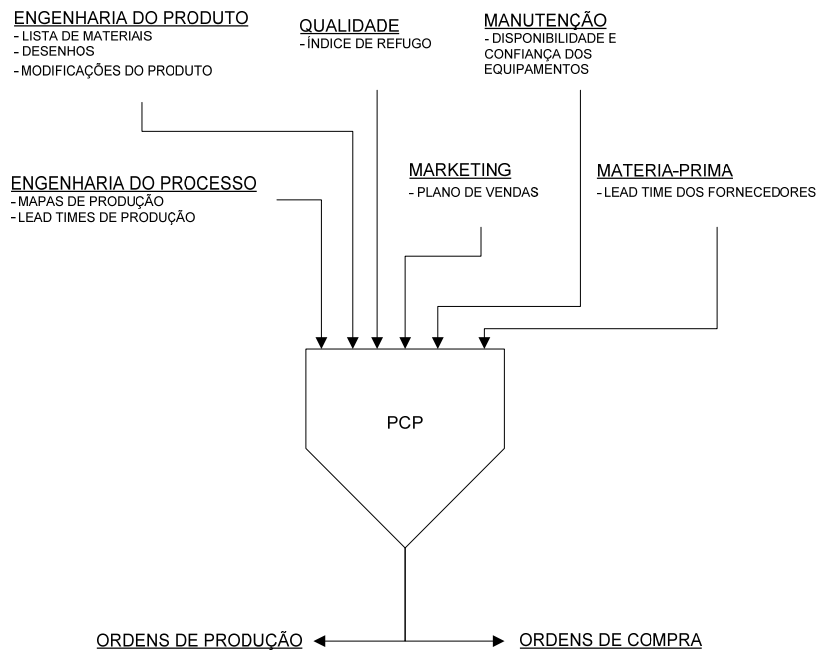 ENGENHARIA DO PRODUTO
- LISTA DE MATERIAIS
- DESENHOS
- MODIFICAÇÕES DO PRODUTO
QUALIDADE
- ÍNDICE DE REFUGO
MANUTENÇÃO
- DISPONIBILIDADE E
CONFIANÇA DOS
EQUIPAMENTOS
ENGENHARIA DO PROCESSO
- MAPAS DE PRODUÇÃO
- LEAD TIMES DE PRODUÇÃO
MARKETING
- PLANO DE VENDAS
MATERIA-PRIMA
- LEAD TIME DOS FORNECEDORES
PCP
ORDENS DE PRODUÇÃO
ORDENS DE COMPRA